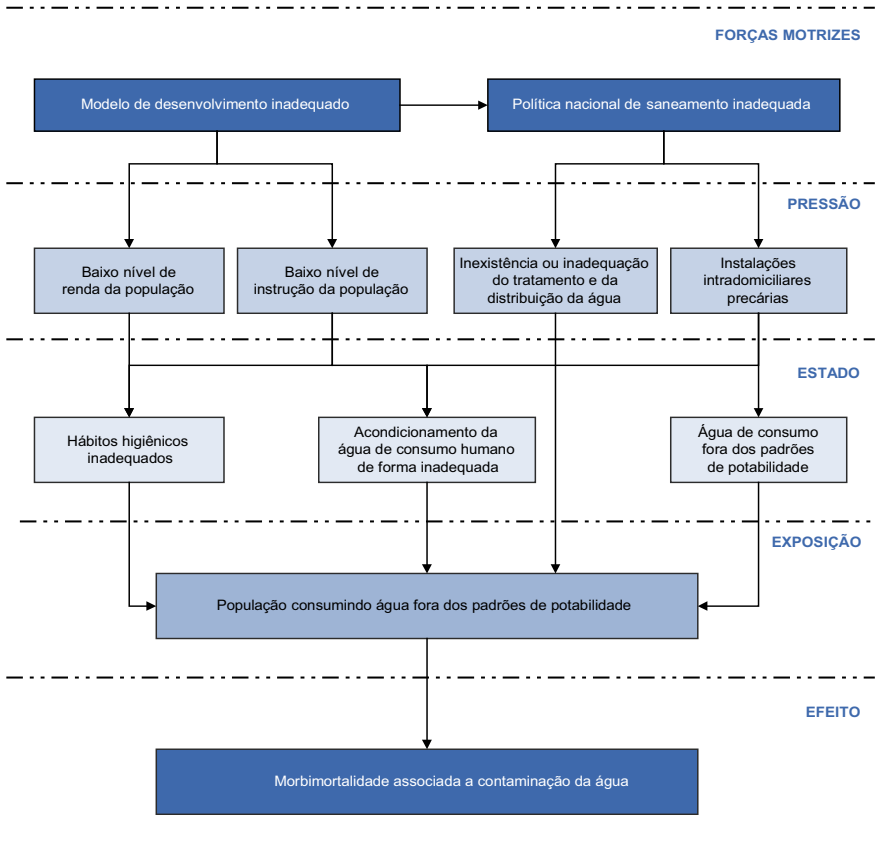 FORÇAS MOTRIZES
Modelo de desenvolvimento inadequado
Política nacional de saneamento inadequada
PRESSÃO
Baixo nível de
renda da população
Baixo nível de
instrução da população
Inexistência ou inadequação
do tratamento e da
distribuição da água
Instalações
intradomiciliares
precárias
ESTADO
Hábitos higiênicos
inadequados
Acondicionamento da
água de consumo humano
de forma inadequada
Água de consumo
fora dos padrões
de potabilidade
EXPOSIÇÃO
População consumindo água fora dos padrões de potabilidade
EFEITO
Morbimortalidade associada a contaminação da água